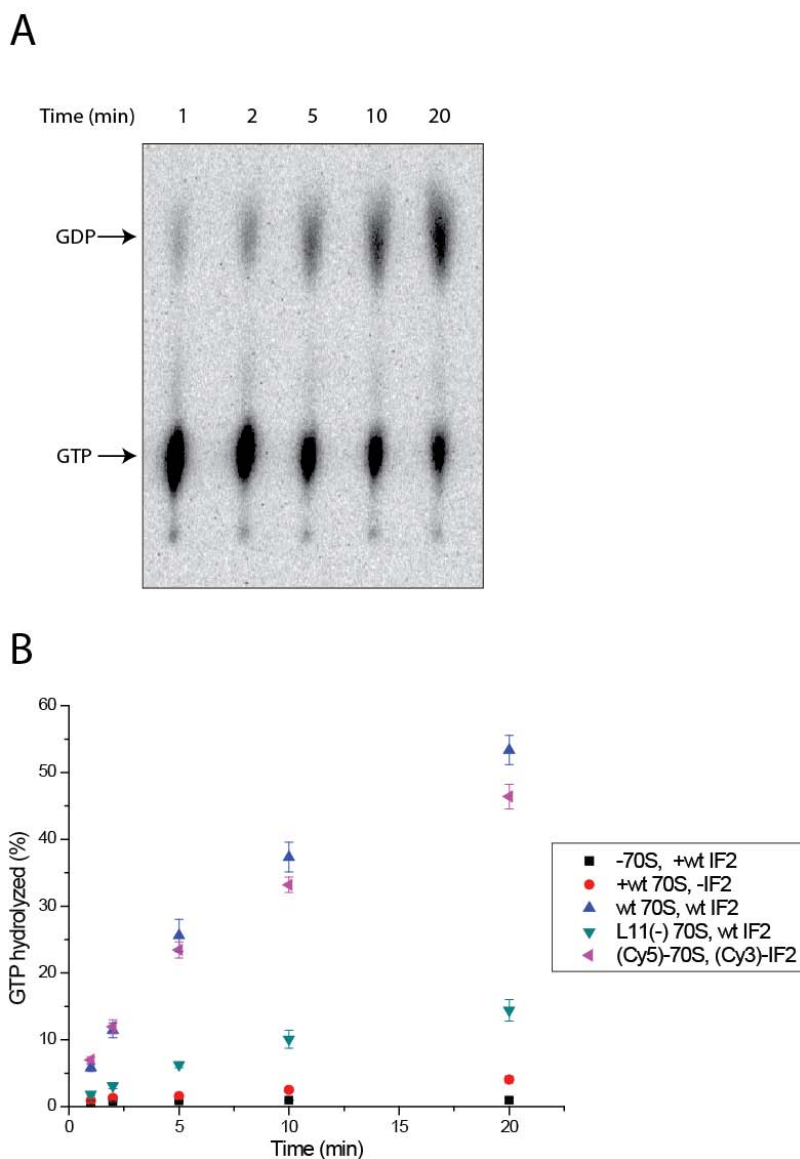 A
Time (min) 1 2 5 10 20
GDP
GTP
B
60
50
40
30
20
10
0
GTP hydrolyzed (%)
0 5 10 15 20
Time (min)
-70S, +wt IF2
+wt 70S, -IF2
wt 70S, wt IF2
L11(-) 70S, wt IF2
(Cy5)-70S, (Cy3)-IF2